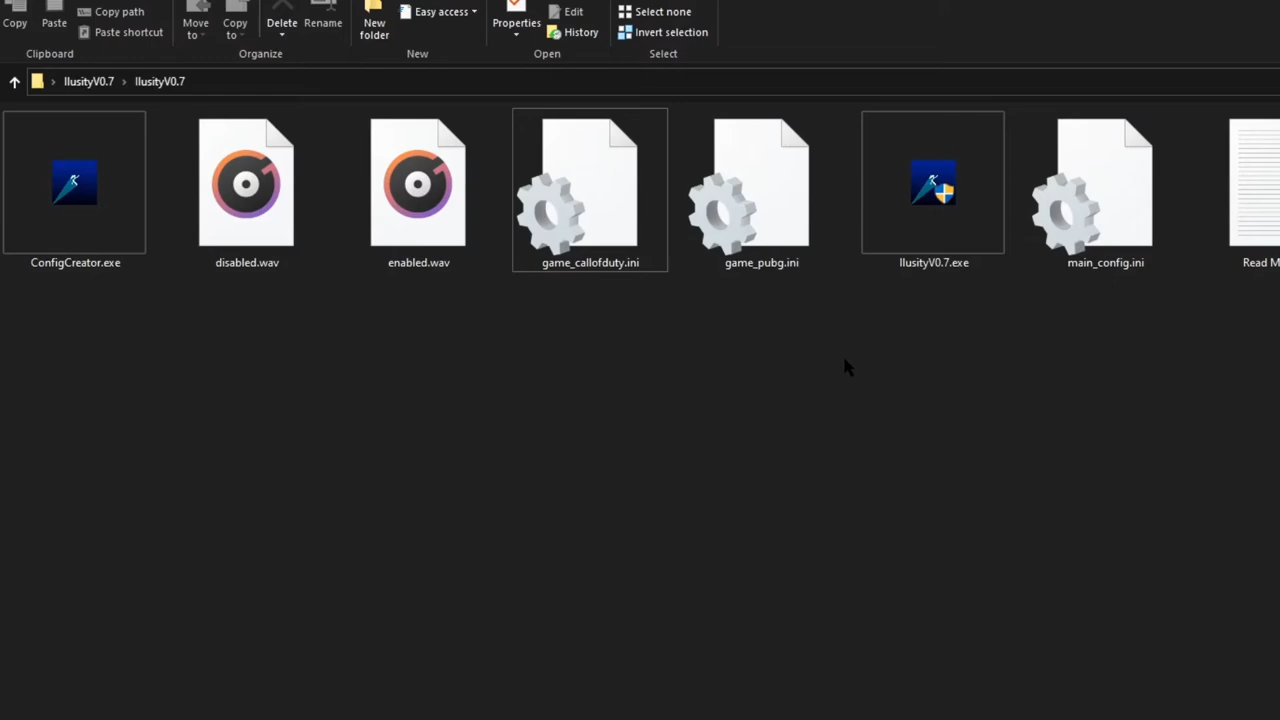 Copy
Paste
Copy path
Paste shortcut
Move to
Copy to
Delete
Rename
New folder
Easy access
Properties
Edit
History
Select none
Invert selection
Clipboard
Organize
New
Open
Select
IlusityV0.7 › IlusityV0.7
ConfigCreator.exe
disabled.wav
enabled.wav
game_callofduty.ini
game_pubg.ini
IlusityV0.7.exe
main_config.ini
Read M